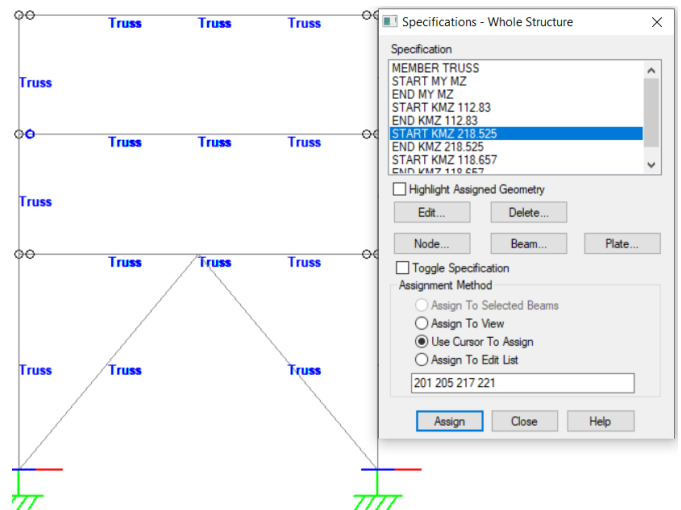 Truss Truss Truss
Truss
Truss Truss Truss
Truss
Truss Truss Truss
Truss Truss Truss
Specifications - Whole Structure
Specification
MEMBER TRUSS
START MY MZ
END MY MZ
START KMZ 112.83
END KMZ 112.83
START KMZ 218.525
END KMZ 218.525
START KMZ 118.657
END KMZ 118.657
Highlight Assigned Geometry
Edit... Delete...
Node... Beam... Plate...
Toggle Specification
Assignment Method
Assign To Selected Beams
Assign To View
Use Cursor To Assign
Assign To Edit List
201 205 217 221
Assign Close Help